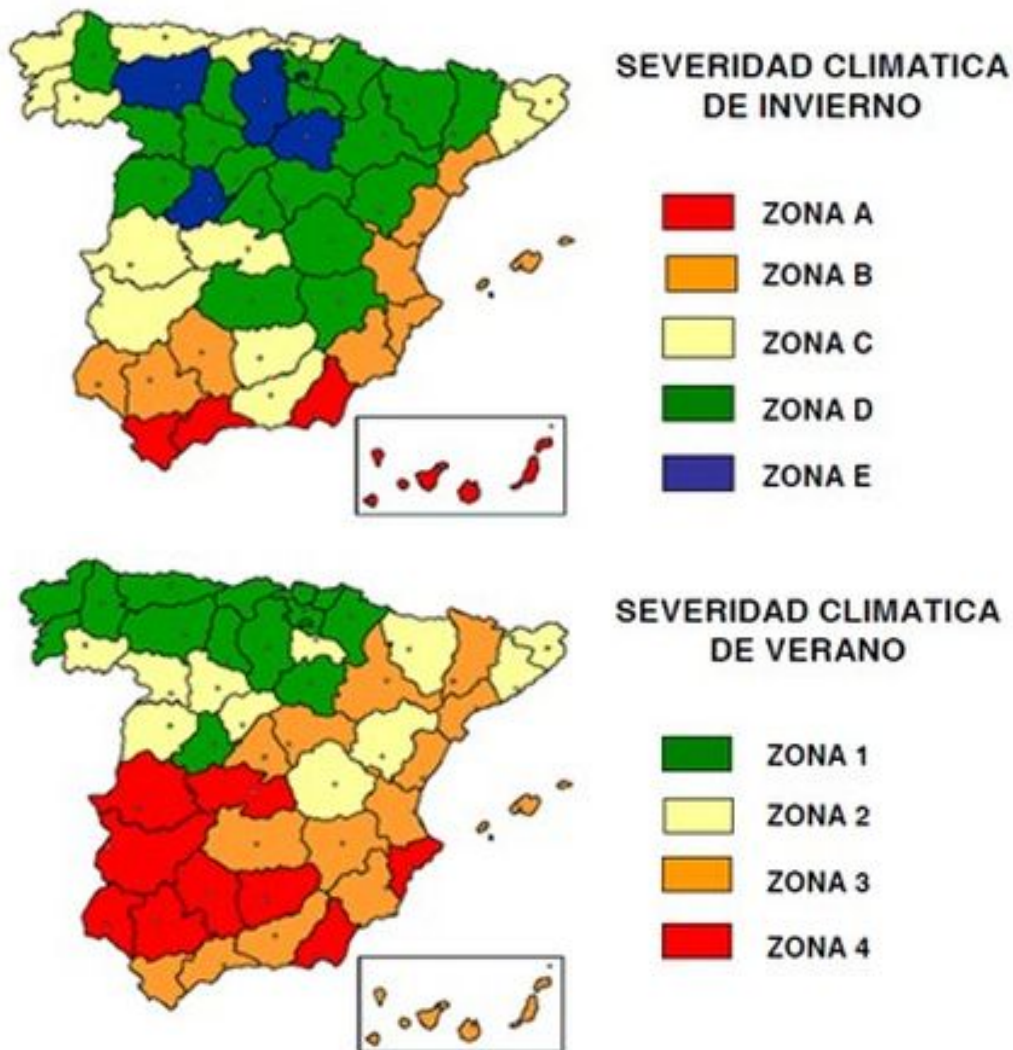 SEVERIDAD CLIMATICA
DE INVIERNO
ZONA A
ZONA B
ZONA C
ZONA D
ZONA E
SEVERIDAD CLIMATICA
DE VERANO
ZONA 1
ZONA 2
ZONA 3
ZONA 4